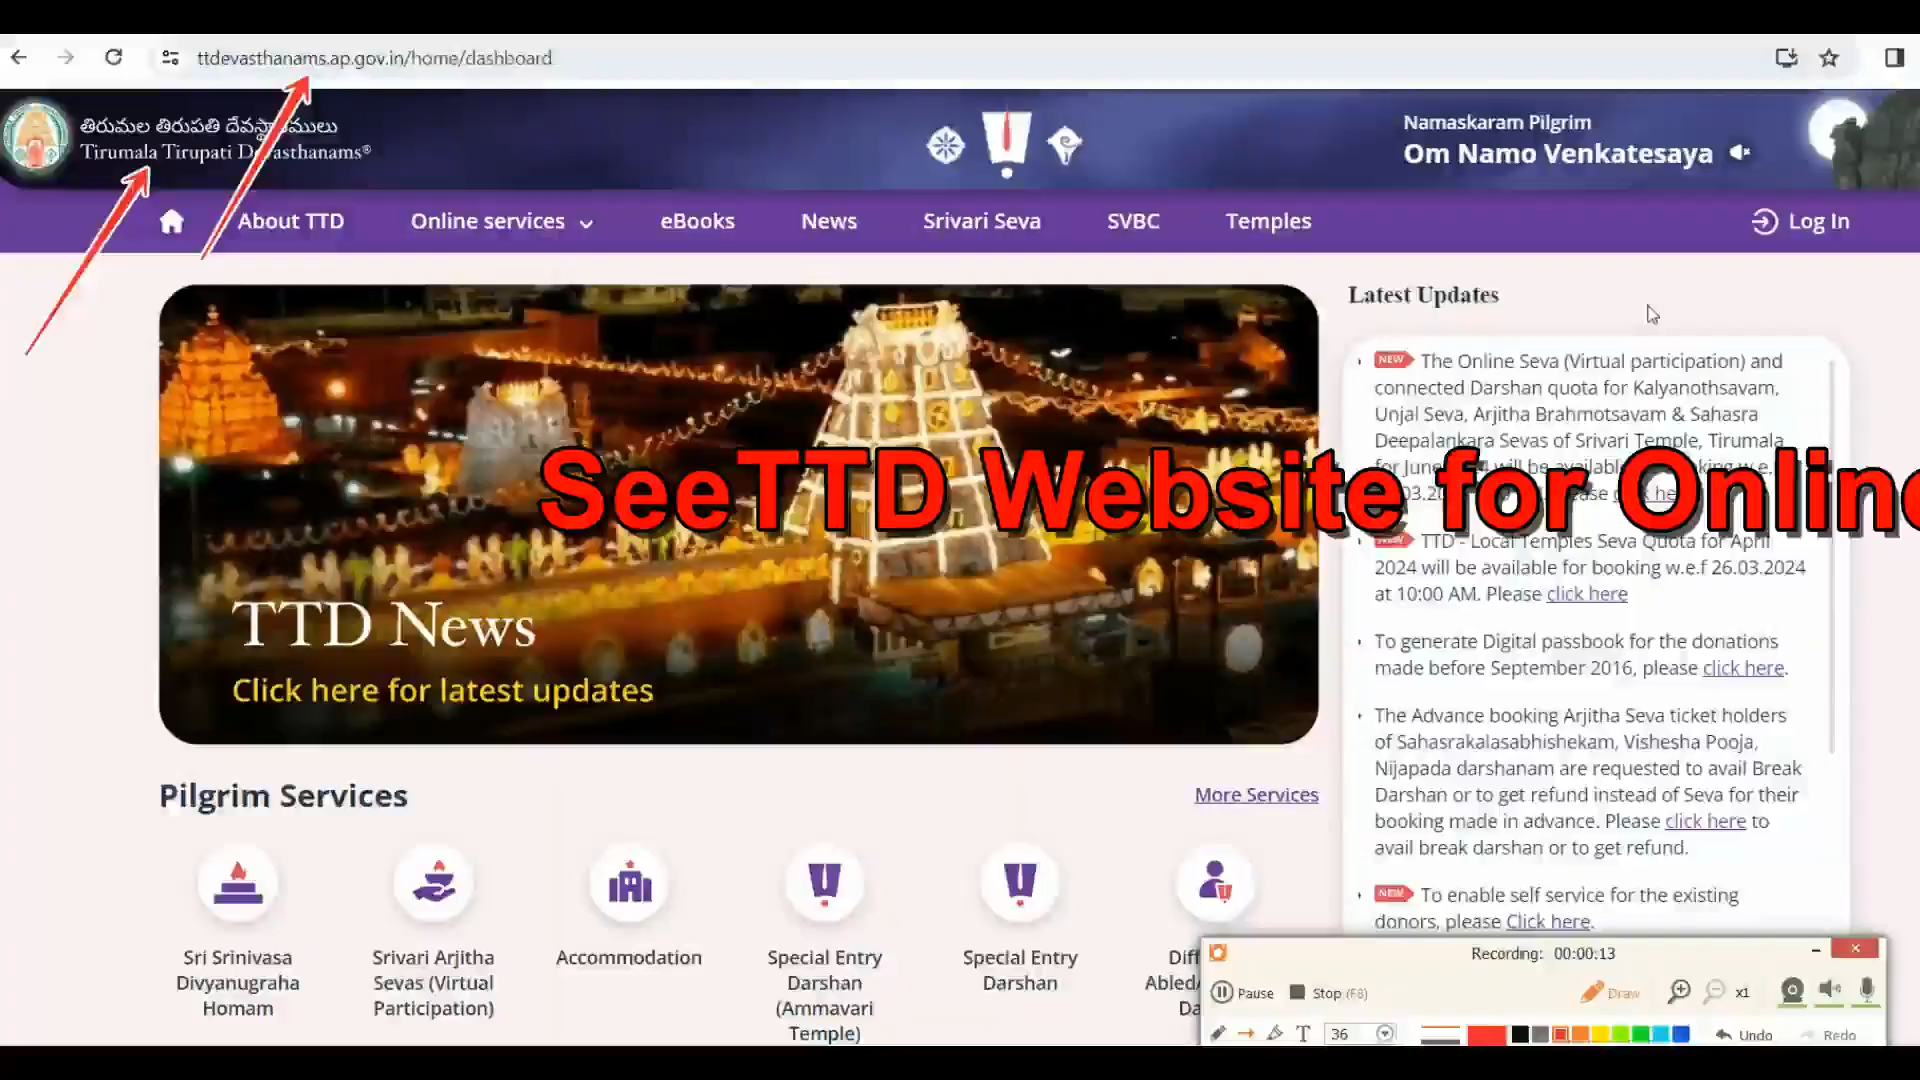 ttdevasthanams.ap.gov.in/home/dashboard
తిరుమల తిరుపతి దేవస్థానములు
Tirumala Tirupati Devasthanams®
Namaskaram Pilgrim
Om Namo Venkatesaya
About TTD
Online services
eBooks
News
Srivari Seva
SVBC
Temples
Log In
TTD News
Click here for latest updates
SeeTTD Website for Online
Latest Updates
NEW The Online Seva (Virtual participation) and
connected Darshan quota for Kalyanothsavam,
Unjal Seva, Arjitha Brahmotsavam & Sahasra
Deepalankara Sevas of Srivari Temple, Tirumala
for June will be available w.e.
TTD - Local Temples Seva Quota for April
2024 will be available for booking w.e.f 26.03.2024
at 10:00 AM. Please click here
To generate Digital passbook for the donations
made before September 2016, please click here.
The Advance booking Arjitha Seva ticket holders
of Sahasrakalasabhishekam, Vishesha Pooja,
Nijapada darshanam are requested to avail Break
Darshan or to get refund instead of Seva for their
booking made in advance. Please click here to
avail break darshan or to get refund.
NEW To enable self service for the existing
donors, please Click here.
Pilgrim Services
More Services
Sri Srinivasa
Divyanugraha
Homam
Srivari Arjitha
Sevas (Virtual
Participation)
Accommodation
Special Entry
Darshan
(Ammavari
Temple)
Special Entry
Darshan
Recording: 00:00:13
Pause
Stop (F8)
Draw
x1
T
36
Undo
Redo